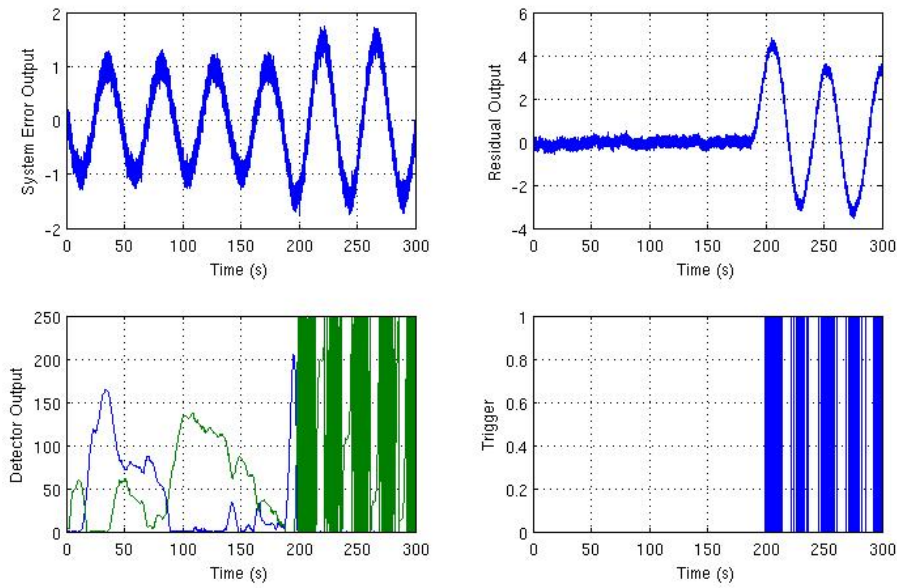 System Error Output
2
1
0
-1
-2
0 50 100 150 200 250 300
Time (s)
Residual Output
6
4
2
0
-2
-4
0 50 100 150 200 250 300
Time (s)
Detector Output
250
200
150
100
50
0
0 50 100 150 200 250 300
Time (s)
Trigger
1
0.8
0.6
0.4
0.2
0
0 50 100 150 200 250 300
Time (s)